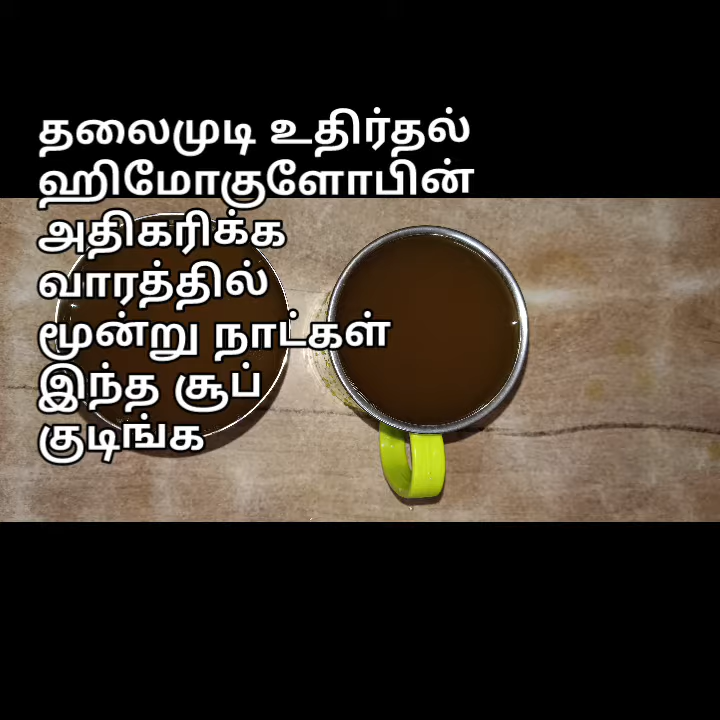 தலைமுடி உதிர்தல்
ஹிமோகுளோபின்
அதிகரிக்க
வாரத்தில்
மூன்று நாட்கள்
இந்த சூப்
குடிங்க